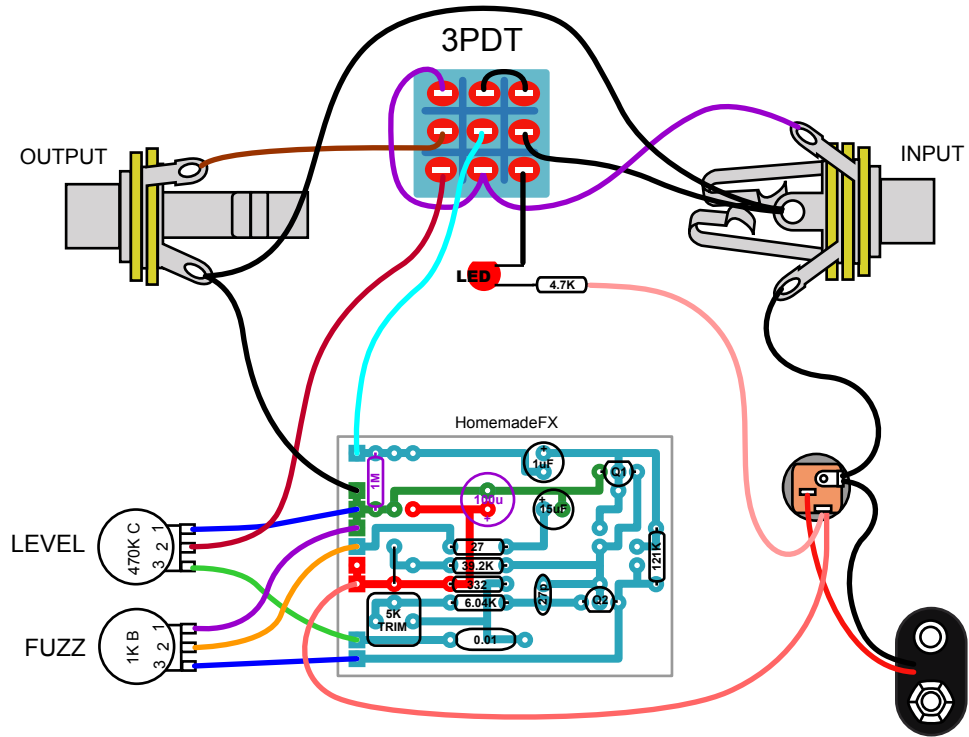 3PDT
OUTPUT
INPUT
LED
4.7K
HomemadeFX
1M
1uF
Q1
100u
15uF
LEVEL
470K C
1
2
3
27
39.2K
332
6.04K
121K
27p
Q2
5K
TRIM
0.01
FUZZ
1K B
1
2
3